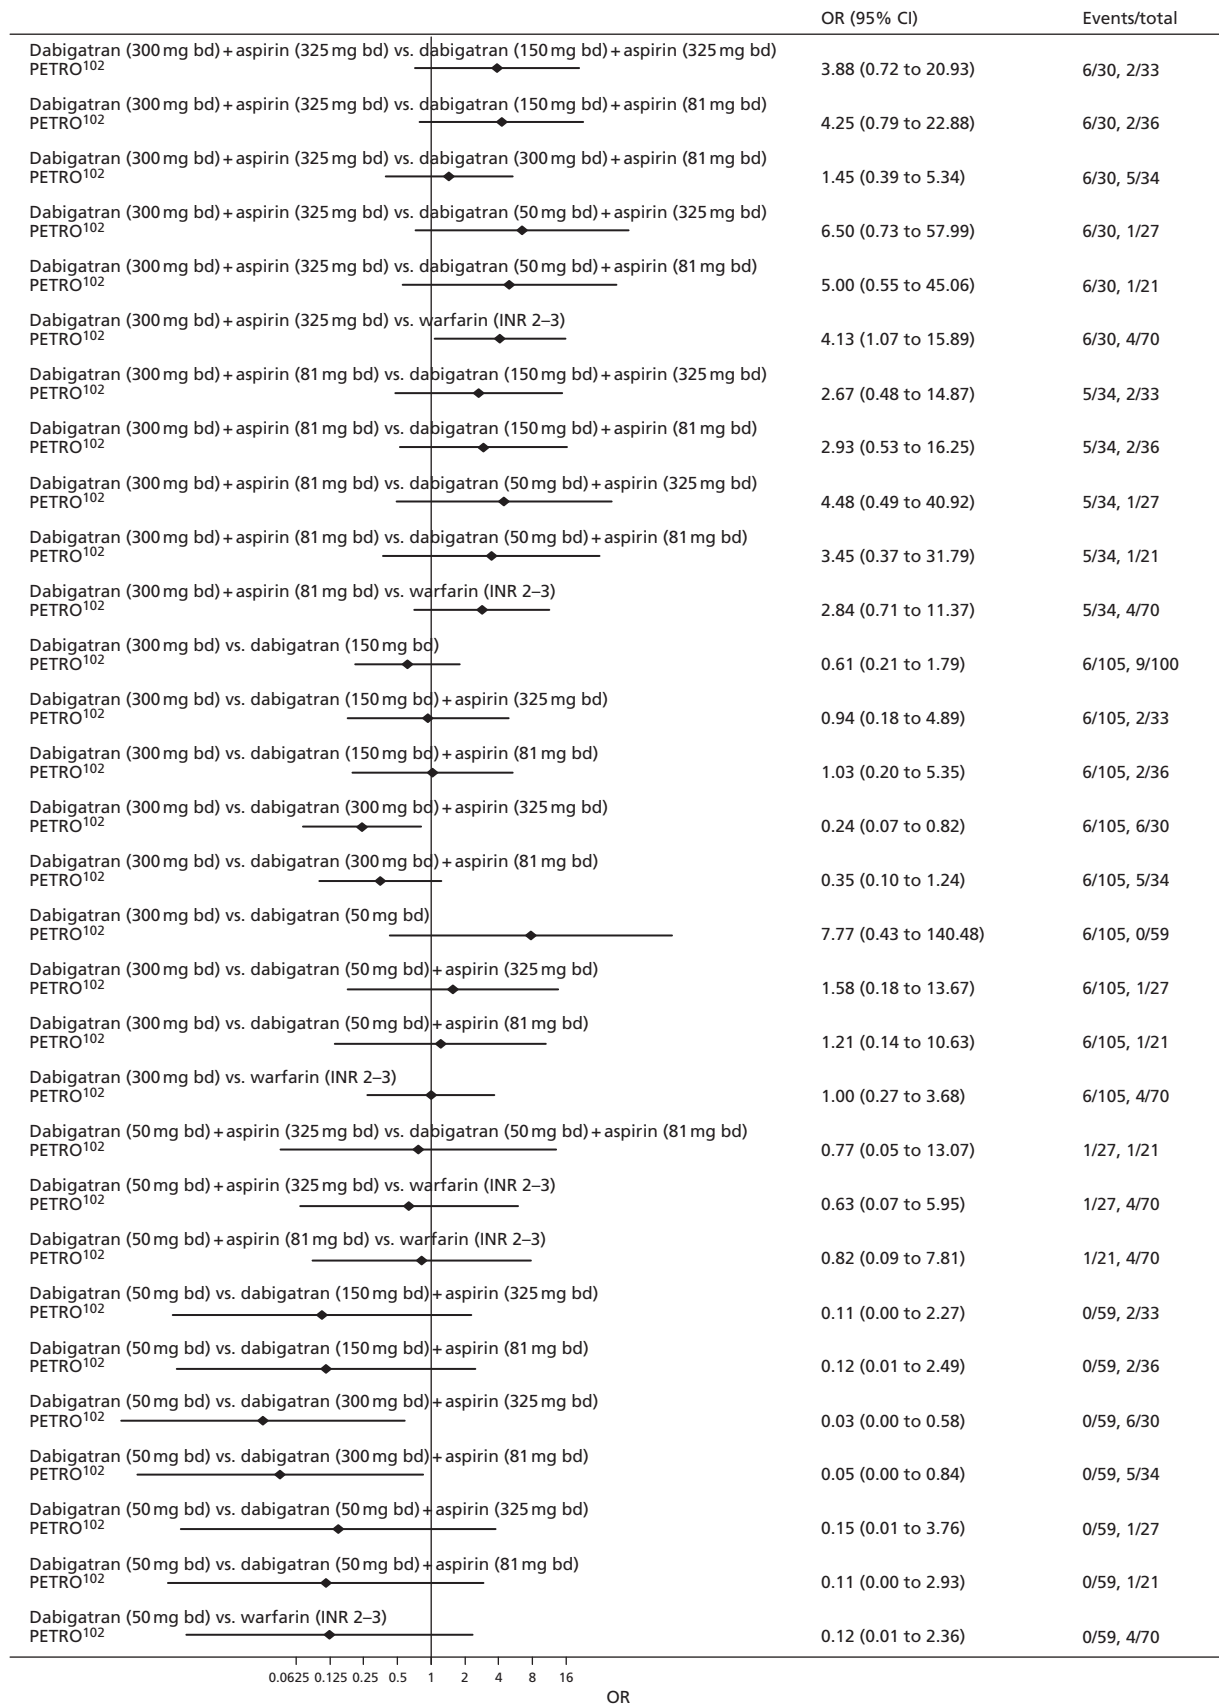 OR (95% CI) Events/total
Dabigatran (300 mg bd) + aspirin (325 mg bd) vs. dabigatran (150 mg bd) + aspirin (325 mg bd)
PETRO102 3.88 (0.72 to 20.93) 6/30, 2/33
Dabigatran (300 mg bd) + aspirin (325 mg bd) vs. dabigatran (150 mg bd) + aspirin (81 mg bd)
PETRO102 4.25 (0.79 to 22.88) 6/30, 2/36
Dabigatran (300 mg bd) + aspirin (325 mg bd) vs. dabigatran (300 mg bd) + aspirin (81 mg bd)
PETRO102 1.45 (0.39 to 5.34) 6/30, 5/34
Dabigatran (300 mg bd) + aspirin (325 mg bd) vs. dabigatran (50 mg bd) + aspirin (325 mg bd)
PETRO102 6.50 (0.73 to 57.99) 6/30, 1/27
Dabigatran (300 mg bd) + aspirin (325 mg bd) vs. dabigatran (50 mg bd) + aspirin (81 mg bd)
PETRO102 5.00 (0.55 to 45.06) 6/30, 1/21
Dabigatran (300 mg bd) + aspirin (325 mg bd) vs. warfarin (INR 2–3)
PETRO102 4.13 (1.07 to 15.89) 6/30, 4/70
Dabigatran (300 mg bd) + aspirin (81 mg bd) vs. dabigatran (150 mg bd) + aspirin (325 mg bd)
PETRO102 2.67 (0.48 to 14.87) 5/34, 2/33
Dabigatran (300 mg bd) + aspirin (81 mg bd) vs. dabigatran (150 mg bd) + aspirin (81 mg bd)
PETRO102 2.93 (0.53 to 16.25) 5/34, 2/36
Dabigatran (300 mg bd) + aspirin (81 mg bd) vs. dabigatran (50 mg bd) + aspirin (325 mg bd)
PETRO102 4.48 (0.49 to 40.92) 5/34, 1/27
Dabigatran (300 mg bd) + aspirin (81 mg bd) vs. dabigatran (50 mg bd) + aspirin (81 mg bd)
PETRO102 3.45 (0.37 to 31.79) 5/34, 1/21
Dabigatran (300 mg bd) + aspirin (81 mg bd) vs. warfarin (INR 2–3)
PETRO102 2.84 (0.71 to 11.37) 5/34, 4/70
Dabigatran (300 mg bd) vs. dabigatran (150 mg bd)
PETRO102 0.61 (0.21 to 1.79) 6/105, 9/100
Dabigatran (300 mg bd) vs. dabigatran (150 mg bd) + aspirin (325 mg bd)
PETRO102 0.94 (0.18 to 4.89) 6/105, 2/33
Dabigatran (300 mg bd) vs. dabigatran (150 mg bd) + aspirin (81 mg bd)
PETRO102 1.03 (0.20 to 5.35) 6/105, 2/36
Dabigatran (300 mg bd) vs. dabigatran (300 mg bd) + aspirin (325 mg bd)
PETRO102 0.24 (0.07 to 0.82) 6/105, 6/30
Dabigatran (300 mg bd) vs. dabigatran (300 mg bd) + aspirin (81 mg bd)
PETRO102 0.35 (0.10 to 1.24) 6/105, 5/34
Dabigatran (300 mg bd) vs. dabigatran (50 mg bd)
PETRO102 7.77 (0.43 to 140.48) 6/105, 0/59
Dabigatran (300 mg bd) vs. dabigatran (50 mg bd) + aspirin (325 mg bd)
PETRO102 1.58 (0.18 to 13.67) 6/105, 1/27
Dabigatran (300 mg bd) vs. dabigatran (50 mg bd) + aspirin (81 mg bd)
PETRO102 1.21 (0.14 to 10.63) 6/105, 1/21
Dabigatran (300 mg bd) vs. warfarin (INR 2–3)
PETRO102 1.00 (0.27 to 3.68) 6/105, 4/70
Dabigatran (50 mg bd) + aspirin (325 mg bd) vs. dabigatran (50 mg bd) + aspirin (81 mg bd)
PETRO102 0.77 (0.05 to 13.07) 1/27, 1/21
Dabigatran (50 mg bd) + aspirin (325 mg bd) vs. warfarin (INR 2–3)
PETRO102 0.63 (0.07 to 5.95) 1/27, 4/70
Dabigatran (50 mg bd) + aspirin (81 mg bd) vs. warfarin (INR 2–3)
PETRO102 0.82 (0.09 to 7.81) 1/21, 4/70
Dabigatran (50 mg bd) vs. dabigatran (150 mg bd) + aspirin (325 mg bd)
PETRO102 0.11 (0.00 to 2.27) 0/59, 2/33
Dabigatran (50 mg bd) vs. dabigatran (150 mg bd) + aspirin (81 mg bd)
PETRO102 0.12 (0.01 to 2.49) 0/59, 2/36
Dabigatran (50 mg bd) vs. dabigatran (300 mg bd) + aspirin (325 mg bd)
PETRO102 0.03 (0.00 to 0.58) 0/59, 6/30
Dabigatran (50 mg bd) vs. dabigatran (300 mg bd) + aspirin (81 mg bd)
PETRO102 0.05 (0.00 to 0.84) 0/59, 5/34
Dabigatran (50 mg bd) vs. dabigatran (50 mg bd) + aspirin (325 mg bd)
PETRO102 0.15 (0.01 to 3.76) 0/59, 1/27
Dabigatran (50 mg bd) vs. dabigatran (50 mg bd) + aspirin (81 mg bd)
PETRO102 0.11 (0.00 to 2.93) 0/59, 1/21
Dabigatran (50 mg bd) vs. warfarin (INR 2–3)
PETRO102 0.12 (0.01 to 2.36) 0/59, 4/70
0.0625 0.125 0.25 0.5 1 2 4 8 16
OR